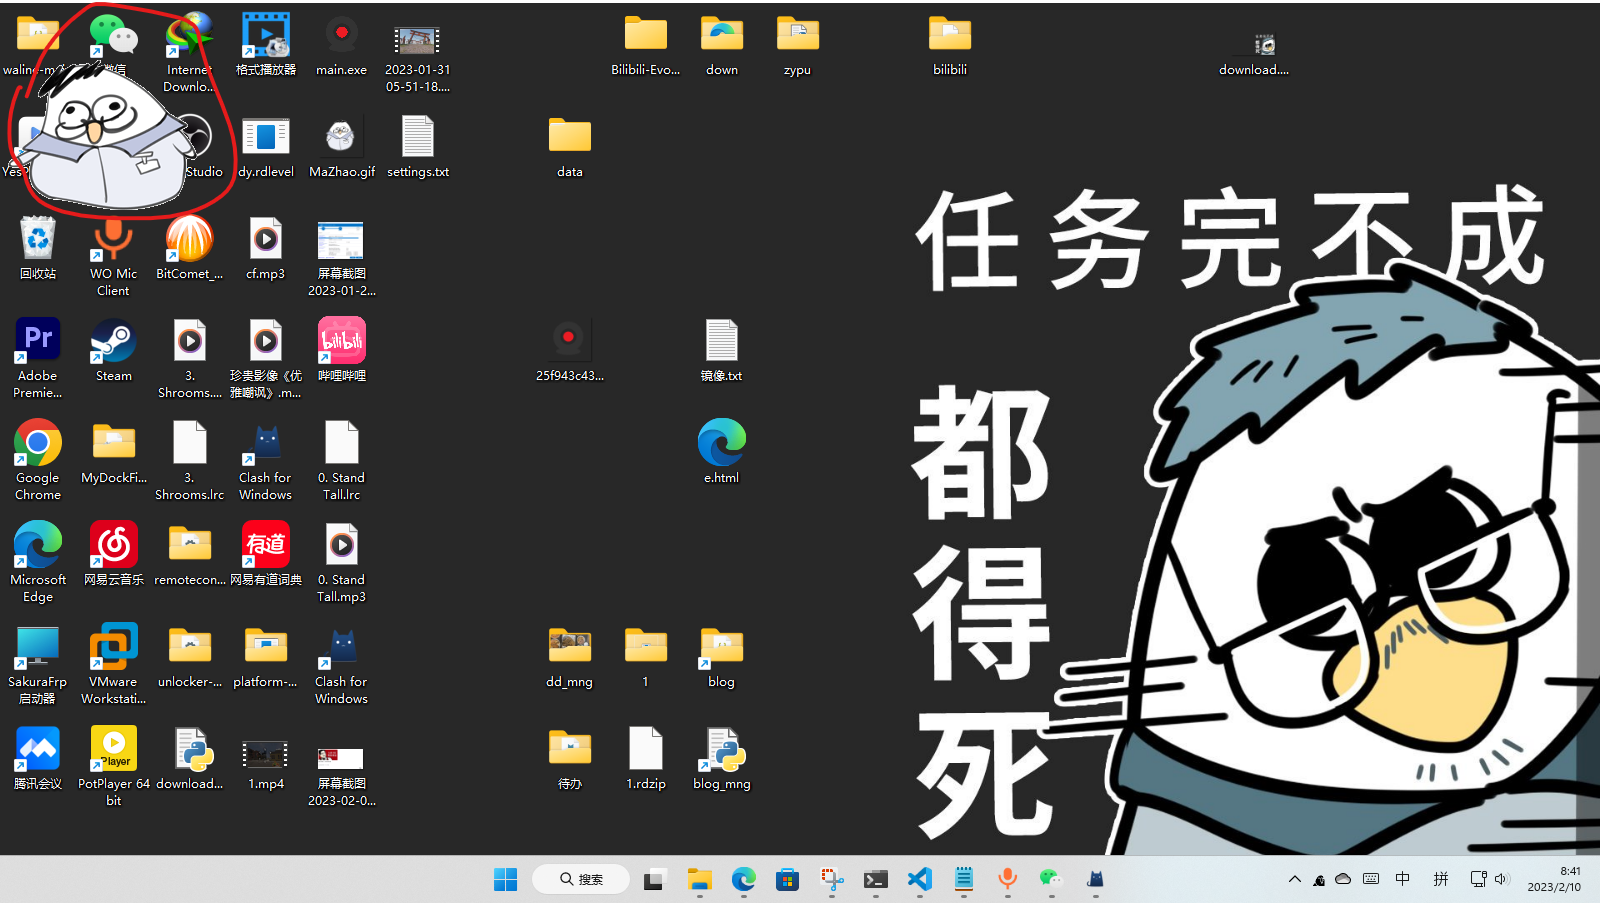 微信
Internet
Downlo...
格式播放器
main.exe
2023-01-31
05-51-18....
Bilibili-Evo...
down
zypu
bilibili
download....
Studio
dy.rdlevel
MaZhao.gif
settings.txt
data
任务完不成
都
得
死
回收站
WO Mic
Client
BitComet_...
cf.mp3
屏幕截图
2023-01-2...
Pr
Adobe
Premie...
Steam
3.
Shrooms....
珍贵影像《优
雅嘲讽》.m...
bilibili
哔哩哔哩
25f943c43...
镜像.txt
Google
Chrome
MyDockFi...
3.
Shrooms.lrc
Clash for
Windows
0. Stand
Tall.lrc
e.html
Microsoft
Edge
网易云音乐
remotecon...
有道
网易有道词典
0. Stand
Tall.mp3
SakuraFrp
启动器
VMware
Workstati...
unlocker-...
platform-...
Clash for
Windows
dd_mng
1
blog
腾讯会议
Player
PotPlayer 64
bit
download...
1.mp4
屏幕截图
2023-02-0...
待办
1.rdzip
blog_mng
搜索
中
拼
8:41
2023/2/10